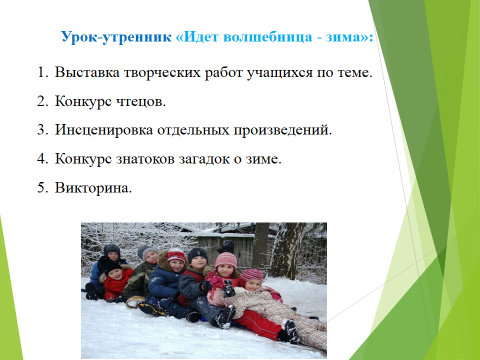 Урок-утренник «Идет волшебница - зима»:
1. Выставка творческих работ учащихся по теме.
2. Конкурс чтецов.
3. Инсценировка отдельных произведений.
4. Конкурс знатоков загадок о зиме.
5. Викторина.